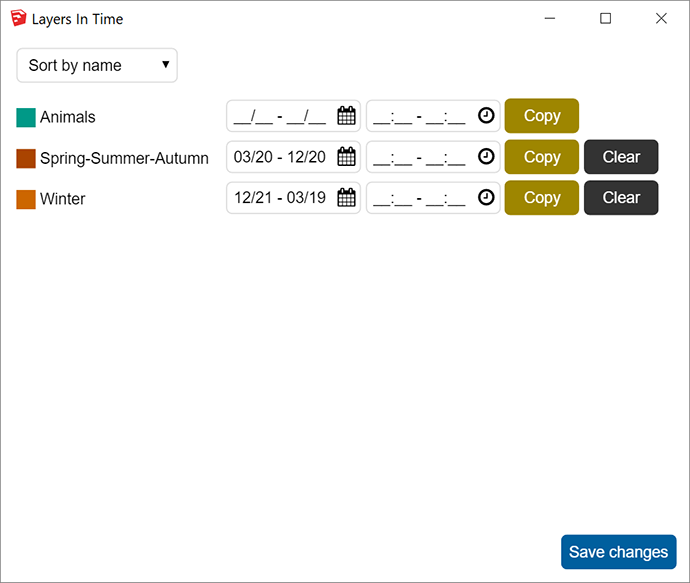 Layers In Time
Sort by name
Animals __/__ - __/__ __:__ - __:__ Copy
Spring-Summer-Autumn 03/20 - 12/20 __:__ - __:__ Copy Clear
Winter 12/21 - 03/19 __:__ - __:__ Copy Clear
Save changes